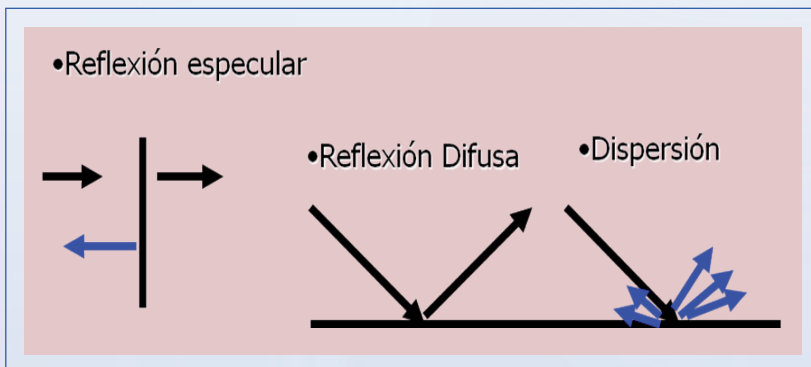 •Reflexión especular
•Reflexión Difusa
•Dispersión